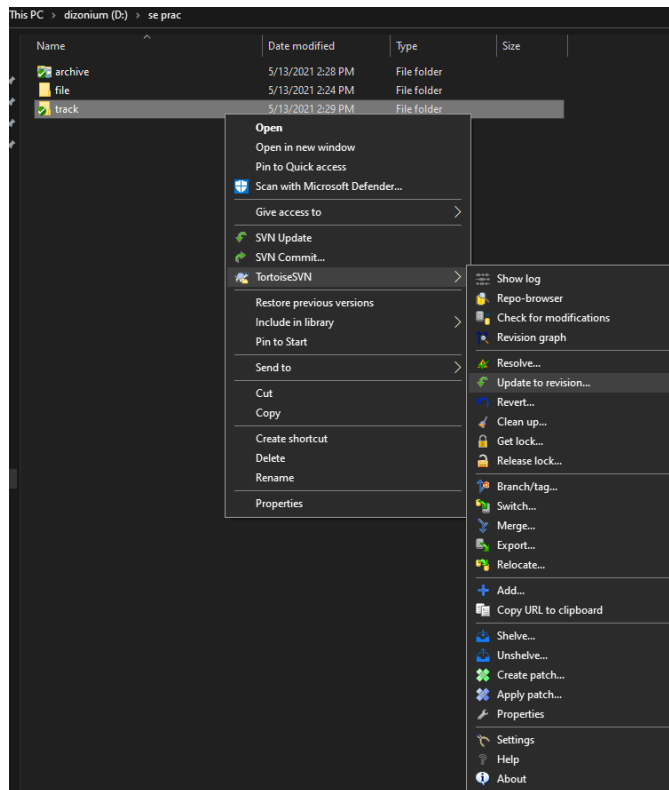 This PC > dizonium (D:) > se prac
Name Date modified Type Size
archive 5/13/2021 2:28 PM File folder
file 5/13/2021 2:24 PM File folder
track 5/13/2021 2:29 PM File folder
Open
Open in new window
Pin to Quick access
Scan with Microsoft Defender...
Give access to
SVN Update
SVN Commit...
TortoiseSVN
Restore previous versions
Include in library
Pin to Start
Send to
Cut
Copy
Create shortcut
Delete
Rename
Properties
Show log
Repo-browser
Check for modifications
Revision graph
Resolve...
Update to revision...
Revert...
Clean up...
Get lock...
Release lock...
Branch/tag...
Switch...
Merge...
Export...
Relocate...
Add...
Copy URL to clipboard
Shelve...
Unshelve...
Create patch...
Apply patch...
Properties
Settings
Help
About